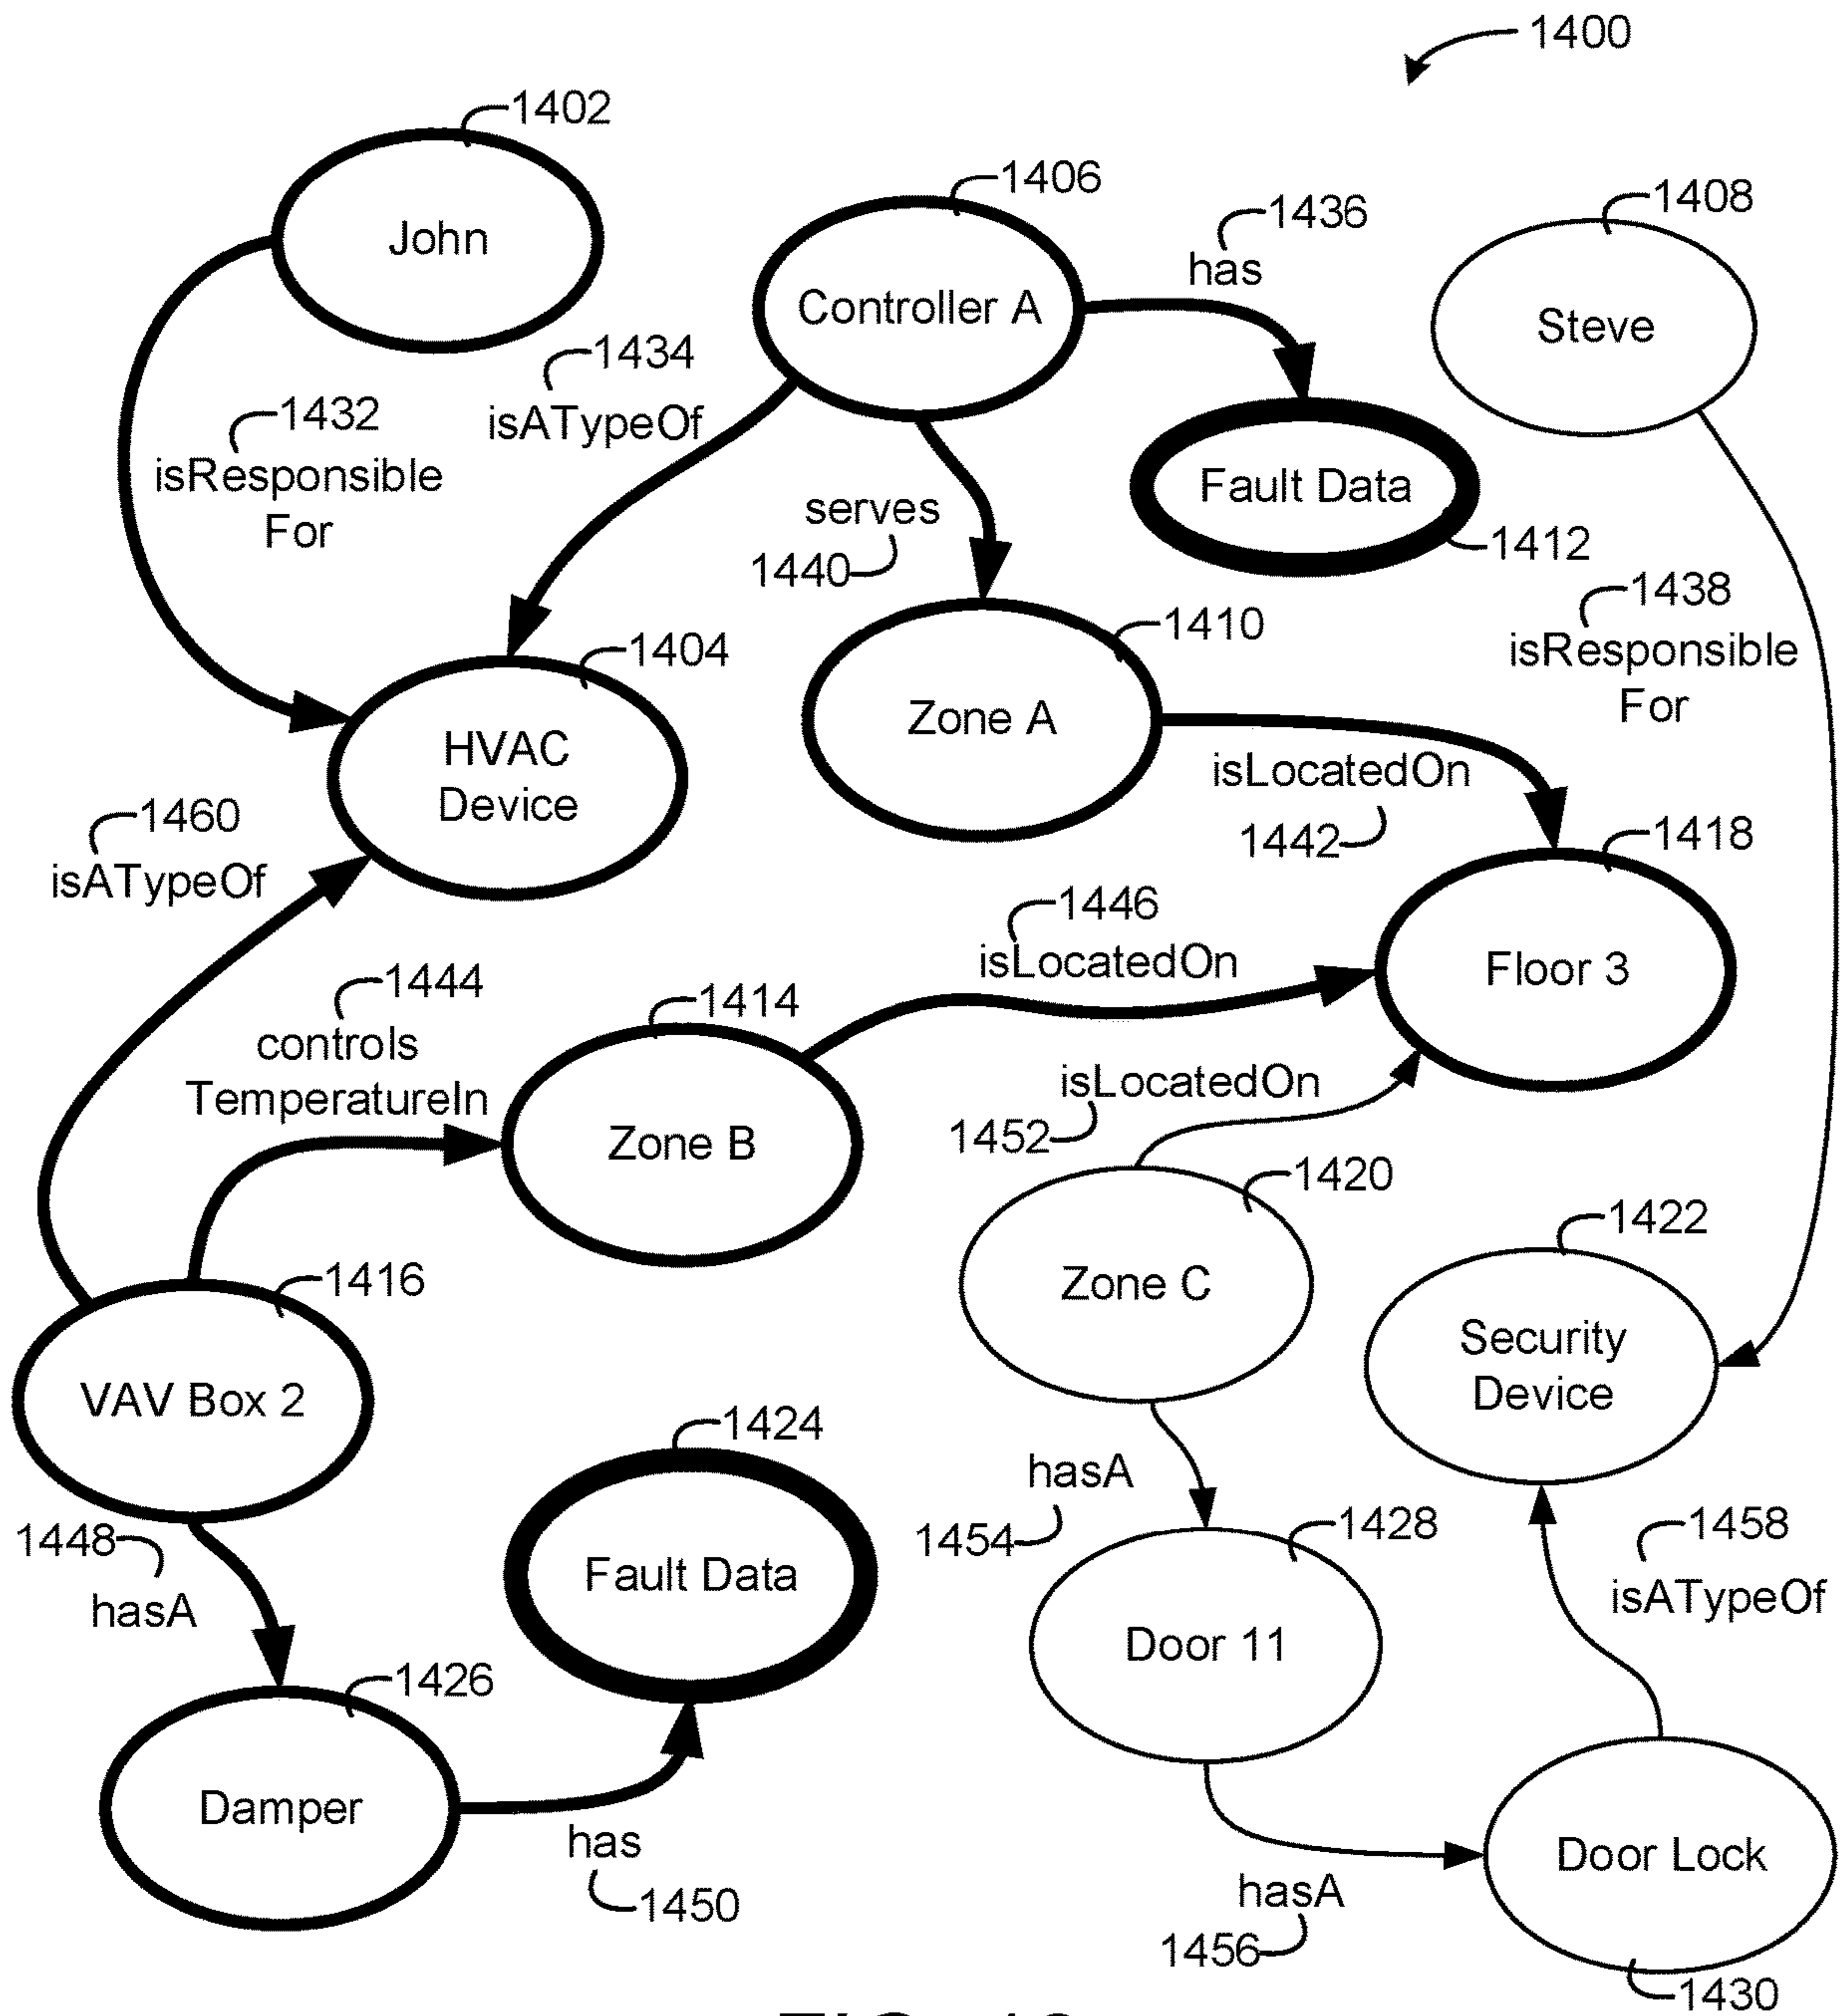 1400
1402
John
1406
Controller A
1436
has
1408
Steve
1434
isATypeOf
1432
isResponsible
For
Fault Data
1412
serves
1440
1438
isResponsible
For
1410
Zone A
1404
HVAC
Device
isLocatedOn
1442
1418
Floor 3
1460
isATypeOf
1446
isLocatedOn
1444
controls
TemperatureIn
1414
Zone B
isLocatedOn
1452
1420
Zone C
1422
Security
Device
1416
VAV Box 2
1424
Fault Data
hasA
1454
1428
Door 11
1458
isATypeOf
1448
hasA
1426
Damper
has
1450
hasA
1456
Door Lock
1430